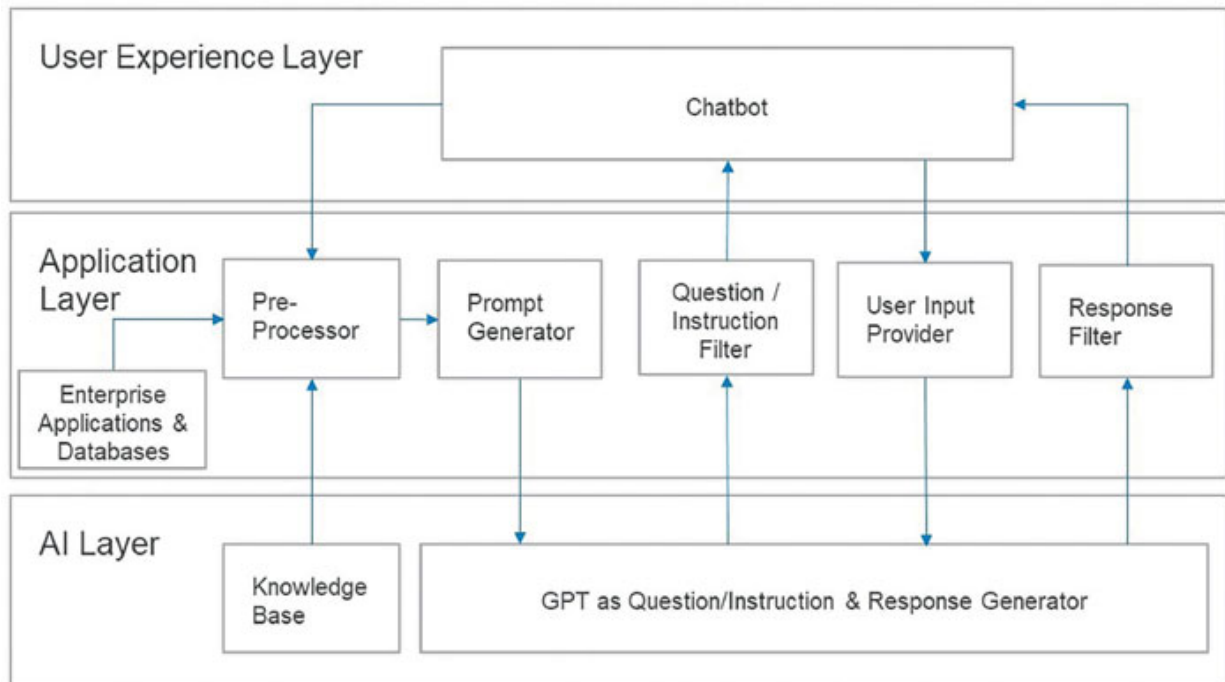 User Experience Layer
Chatbot
Application
Layer
Pre-
Processor
Prompt
Generator
Question /
Instruction
Filter
User Input
Provider
Response
Filter
Enterprise
Applications &
Databases
AI Layer
Knowledge
Base
GPT as Question/Instruction & Response Generator